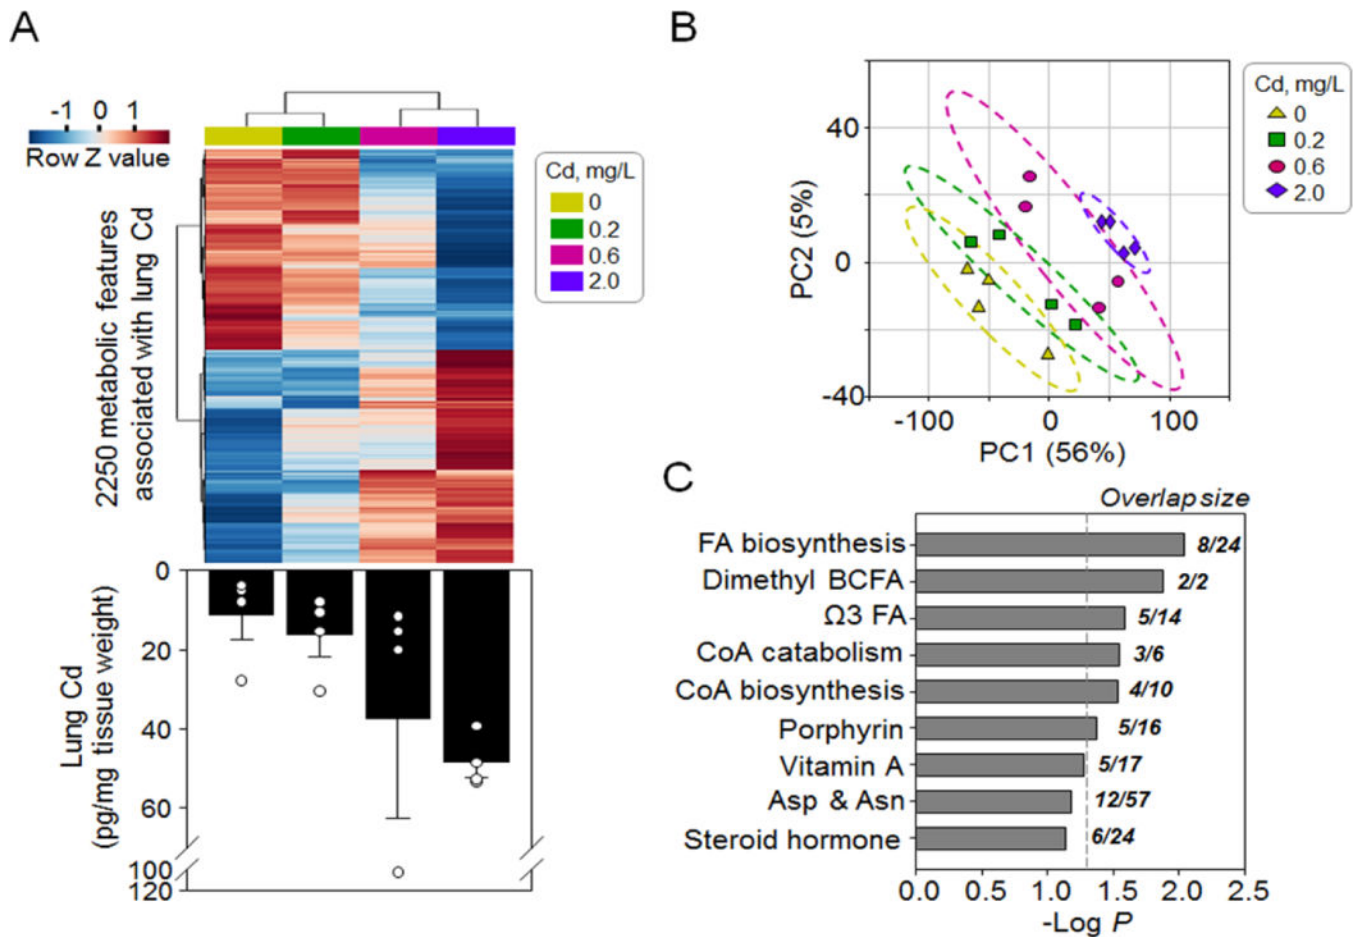 A
-1 0 1
Row Z value
2250 metabolic features
associated with lung Cd
Cd, mg/L
0
0.2
0.6
2.0
0
20
40
60
100
120
Lung Cd
(pg/mg tissue weight)
B
40
0
-40
PC2 (5%)
-100 0 100
PC1 (56%)
Cd, mg/L
0
0.2
0.6
2.0
C
Overlap size
FA biosynthesis 8/24
Dimethyl BCFA 2/2
Ω3 FA 5/14
CoA catabolism 3/6
CoA biosynthesis 4/10
Porphyrin 5/16
Vitamin A 5/17
Asp & Asn 12/57
Steroid hormone 6/24
0.0 0.5 1.0 1.5 2.0 2.5
-Log P